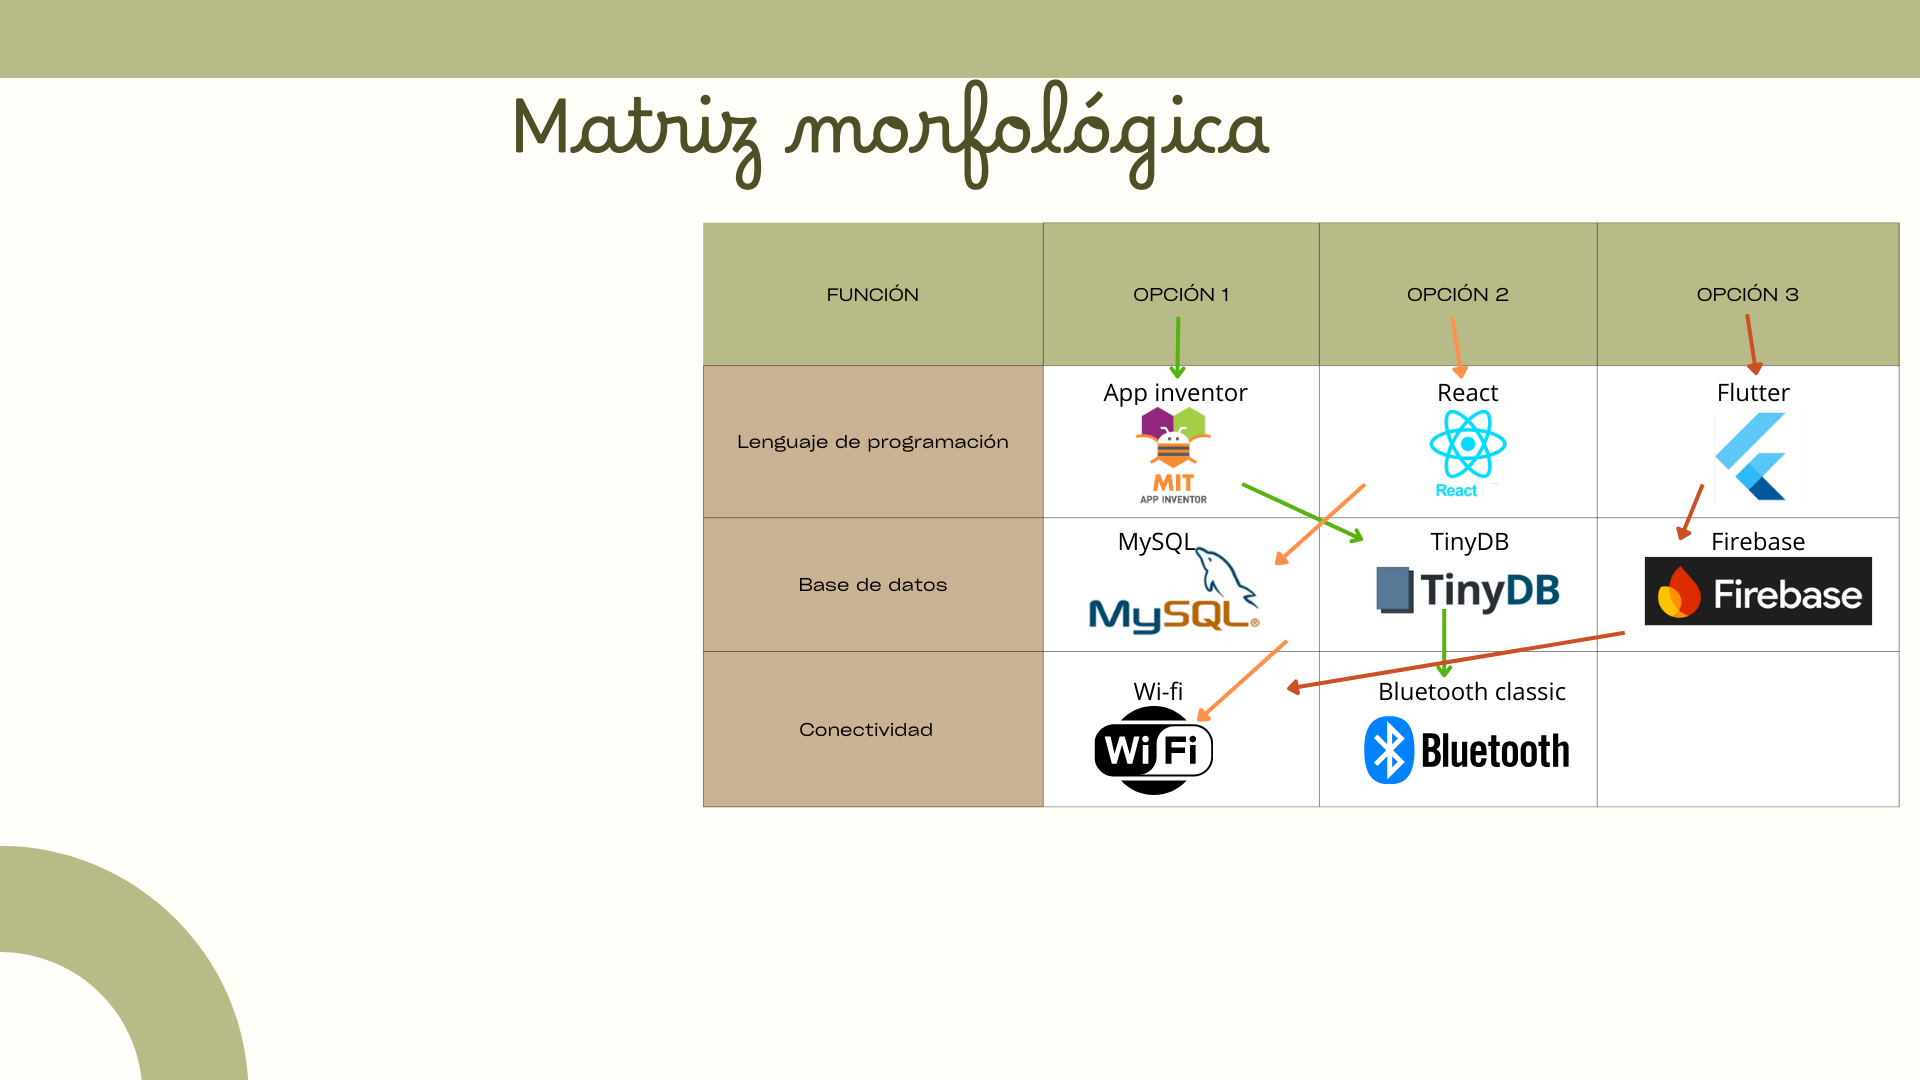 Matriz morfológica
FUNCIÓN
OPCIÓN 1
OPCIÓN 2
OPCIÓN 3
Lenguaje de programación
App inventor
MIT
APP INVENTOR
React
React
Flutter
Base de datos
MySQL
MySQL®
TinyDB
TinyDB
Firebase
Firebase
Conectividad
Wi-fi
Wi Fi
Bluetooth classic
Bluetooth